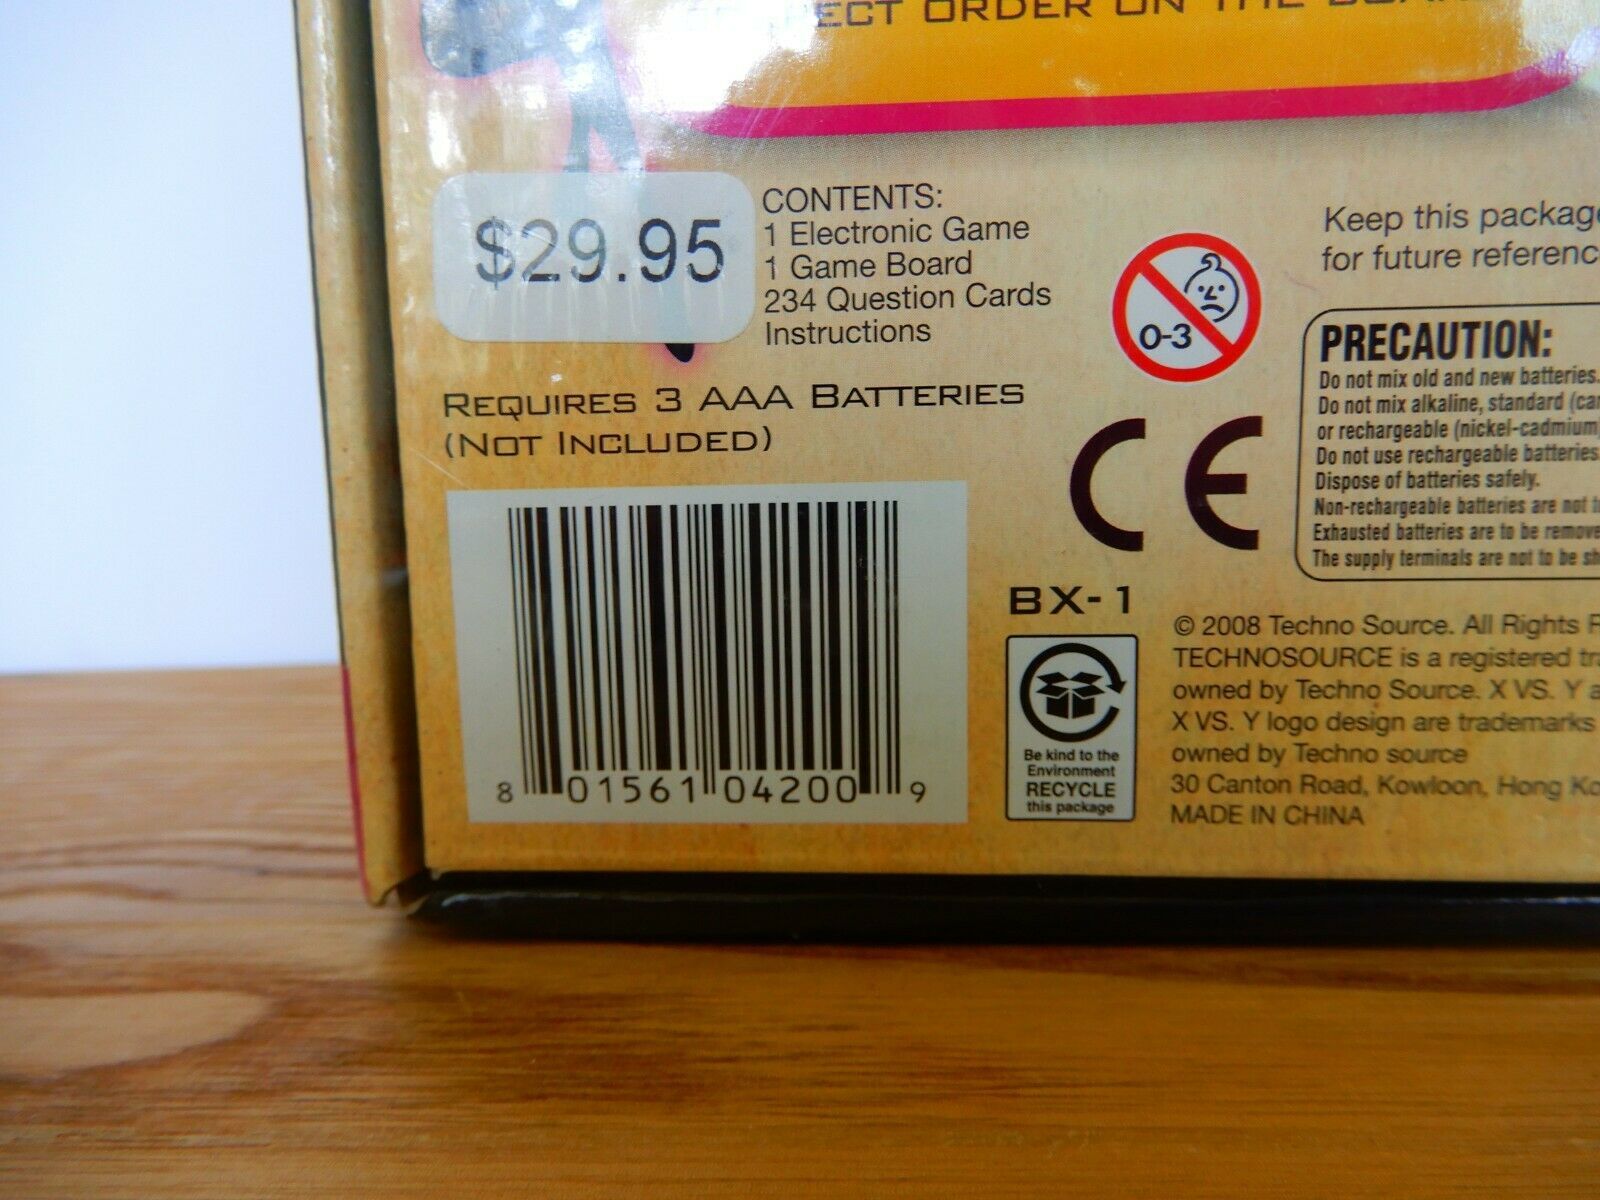 ORDER ON THE
$29.95
CONTENTS:
1 Electronic Game
1 Game Board
234 Question Cards
Instructions
REQUIRES 3 AAA BATTERIES
(NOT INCLUDED)
0-3
Keep this package
for future
PRECAUTION:
Do not mix old and new batteries.
Do not mix alkaline, standard
or rechargeable (nickel-cadmium)
Do not use rechargeable batteries
Dispose of batteries safely.
Non-rechargeable batteries are not
Exhausted batteries are to be
The supply terminals are not to be
CE
8 01561 04200 9
BX-1
Be kind to the
Environment
RECYCLE
this package
© 2008 Techno Source. All Rights
TECHNOSOURCE is a registered
owned by Techno Source. X VS. Y
X VS. Y logo design are trademarks
owned by Techno source
30 Canton Road, Kowloon, Hong
MADE IN CHINA